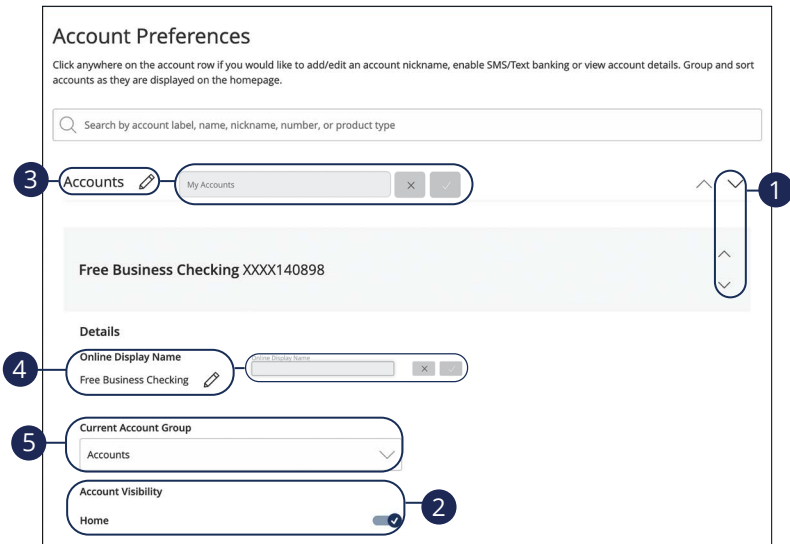 Account Preferences
Click anywhere on the account row if you would like to add/edit an account nickname, enable SMS/Text banking or view account details. Group and sort
accounts as they are displayed on the homepage.
Search by account label, name, nickname, number, or product type
3
Accounts
My Accounts
1
Free Business Checking XXXX140898
Details
4
Online Display Name
Free Business Checking
Online Display Name
5
Current Account Group
Accounts
Account Visibility
Home
2